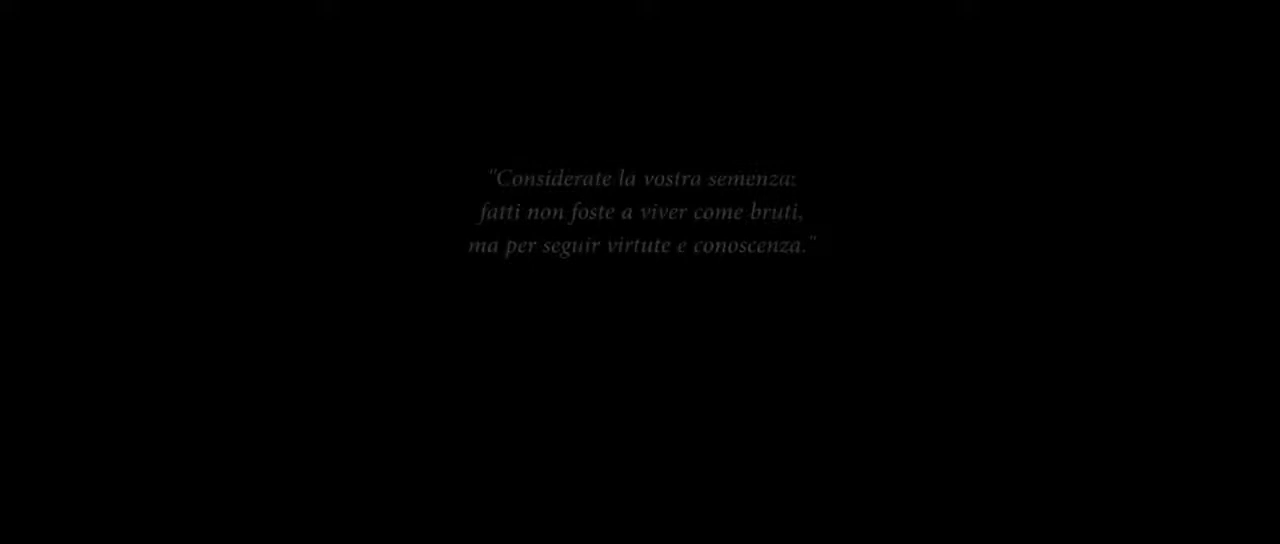 "Considerate la vostra semenza:
fatti non foste a viver come bruti,
ma per seguir virtute e conoscenza."